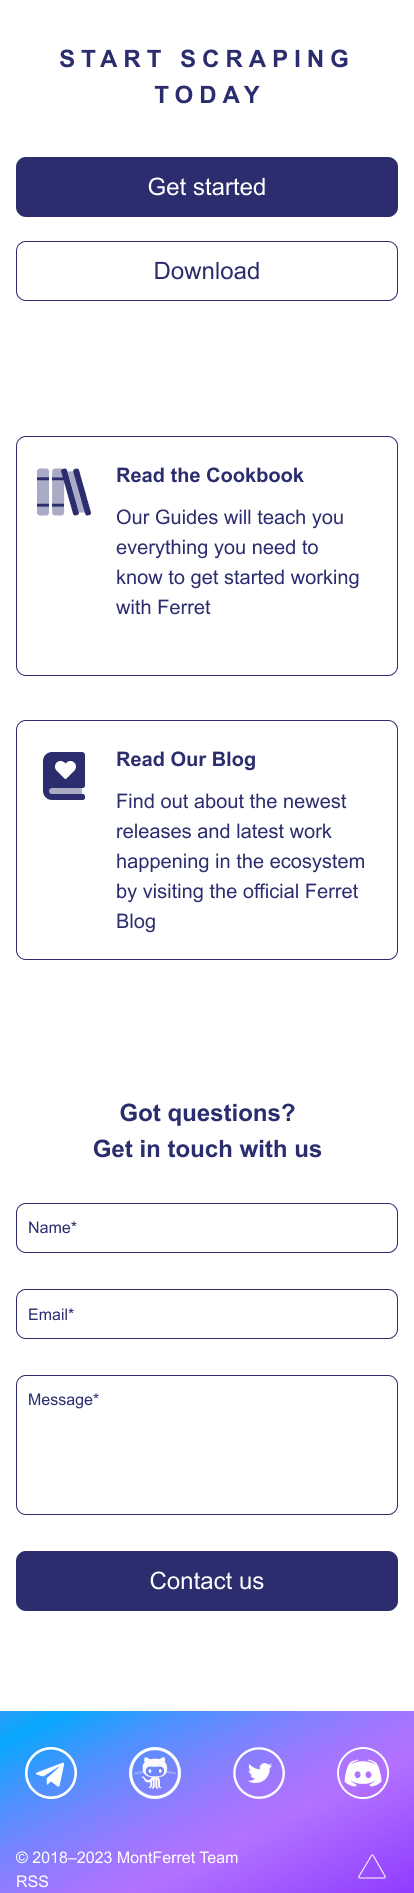 START SCRAPING
TODAY
Get started
Download
Read the Cookbook
Our Guides will teach you
everything you need to
know to get started working
with Ferret
Read Our Blog
Find out about the newest
releases and latest work
happening in the ecosystem
by visiting the official Ferret
Blog
Got questions?
Get in touch with us
Name*
Email*
Message*
Contact us
© 2018–2023 MontFerret Team
RSS